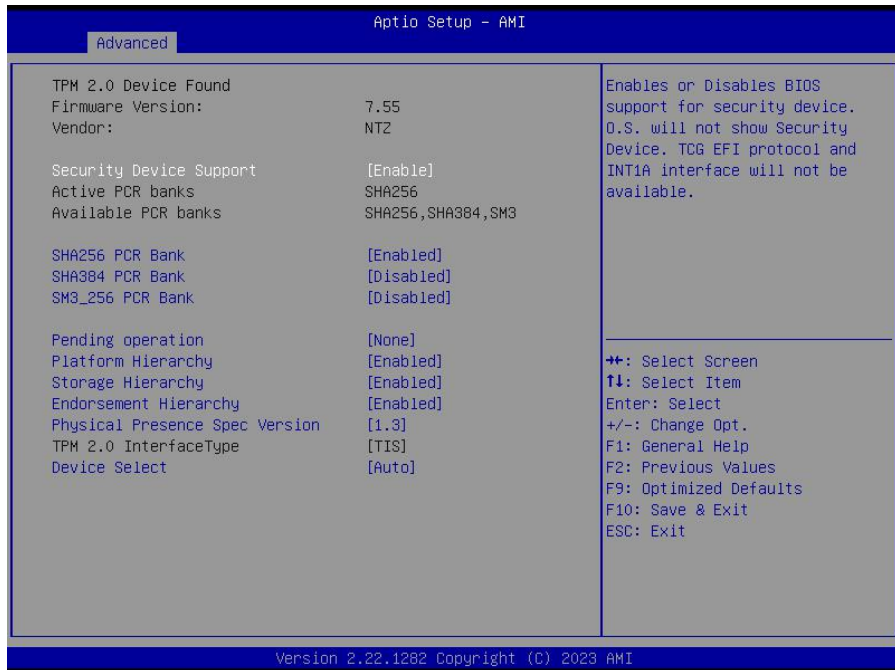 Aptio Setup - AMI
Advanced
TPM 2.0 Device Found
Firmware Version: 7.55
Vendor: NTZ
Security Device Support [Enable]
Active PCR banks SHA256
Available PCR banks SHA256,SHA384,SM3
SHA256 PCR Bank [Enabled]
SHA384 PCR Bank [Disabled]
SM3_256 PCR Bank [Disabled]
Pending operation [None]
Platform Hierarchy [Enabled]
Storage Hierarchy [Enabled]
Endorsement Hierarchy [Enabled]
Physical Presence Spec Version [1.3]
TPM 2.0 InterfaceType [TIS]
Device Select [Auto]
Enables or Disables BIOS
support for security device.
O.S. will not show Security
Device. TCG EFI protocol and
INT1A interface will not be
available.
→←: Select Screen
↑↓: Select Item
Enter: Select
+/-: Change Opt.
F1: General Help
F2: Previous Values
F9: Optimized Defaults
F10: Save & Exit
ESC: Exit
Version 2.22.1282 Copyright (C) 2023 AMI